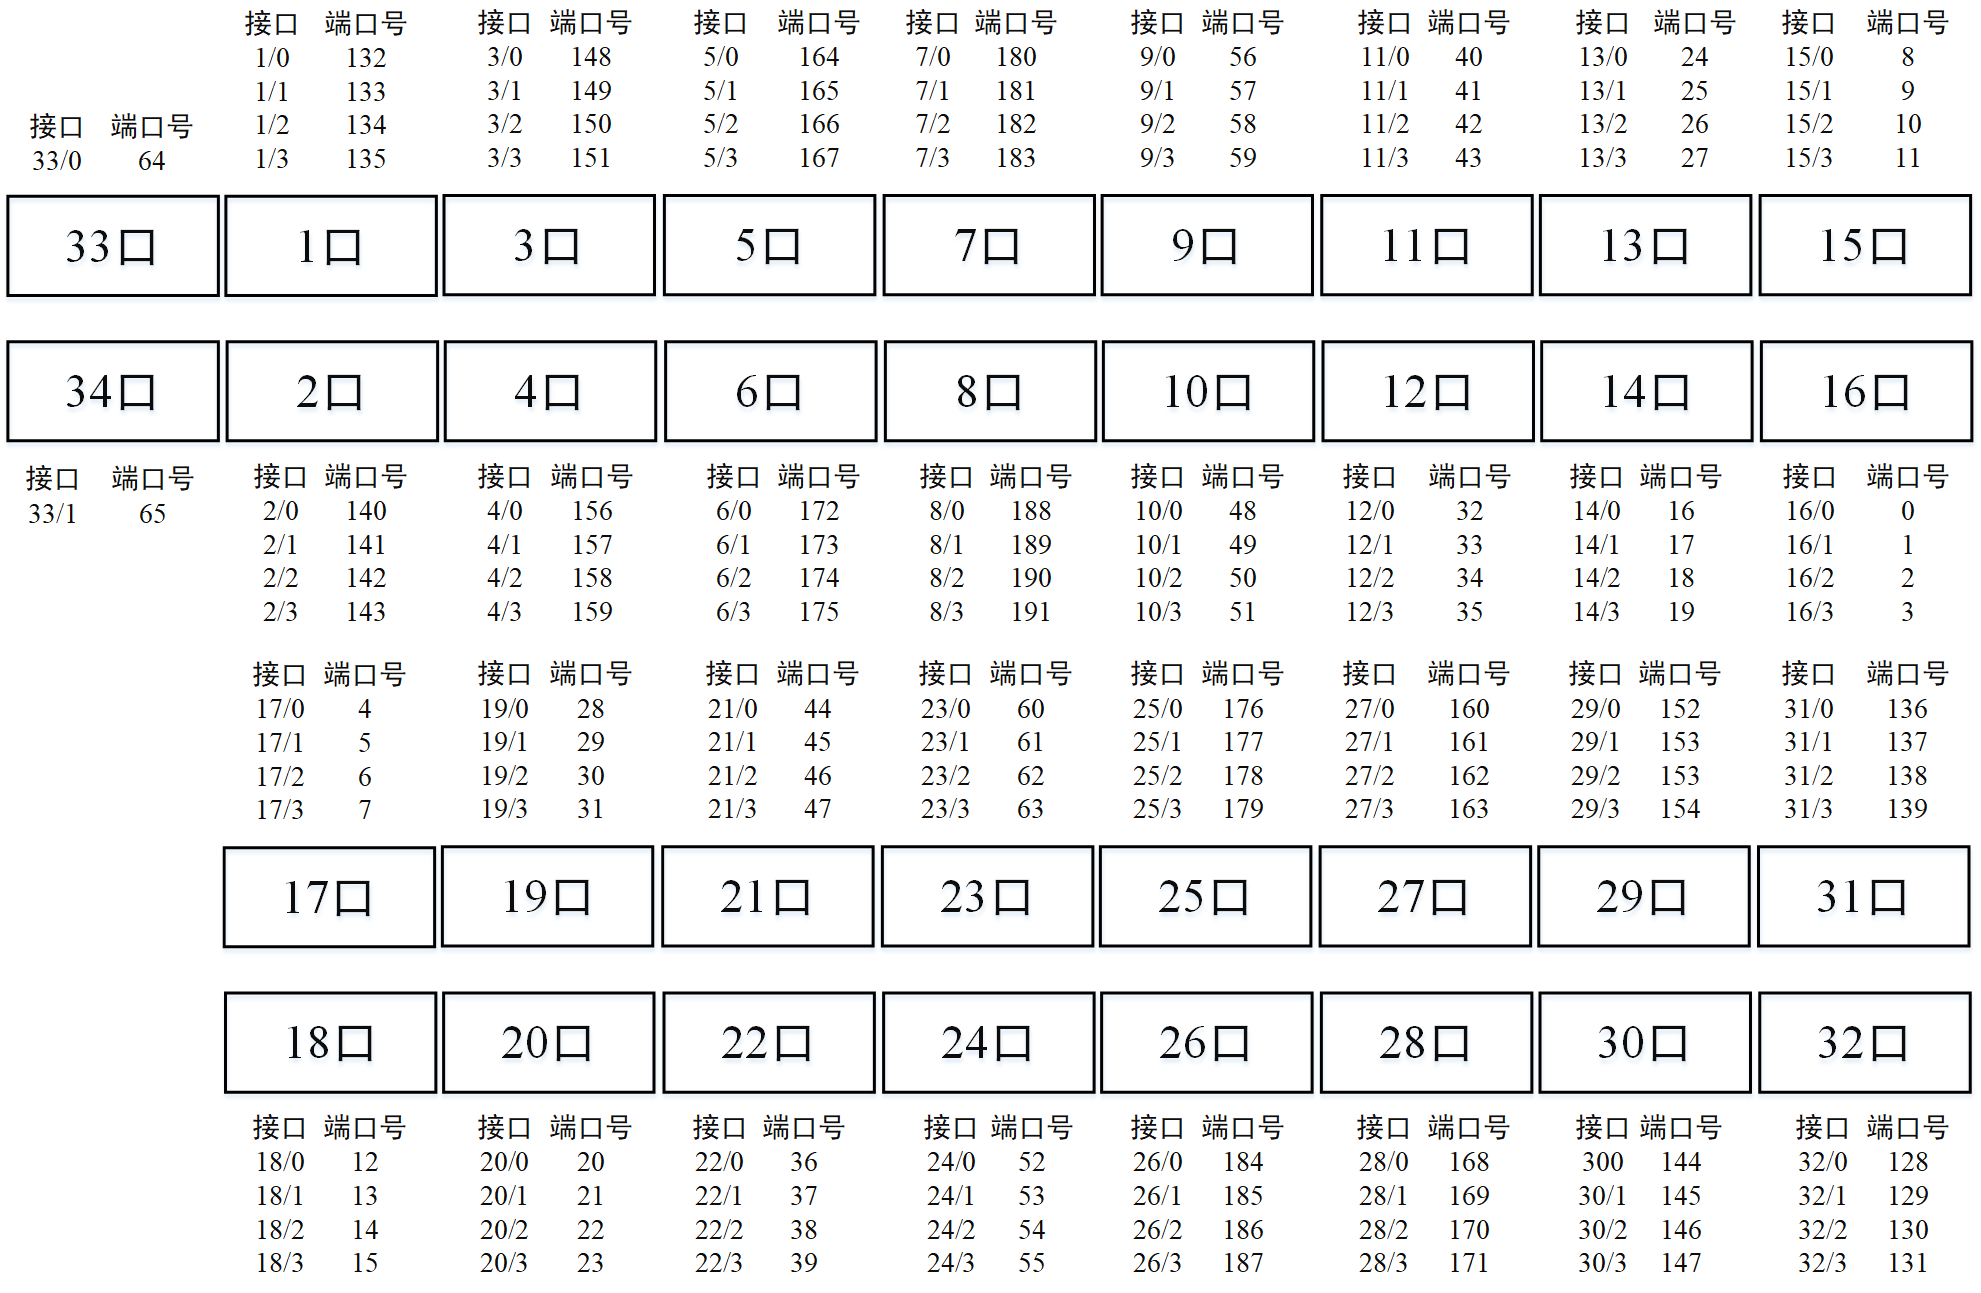 接口 端口号 接口 端口号 接口 端口号 接口 端口号 接口 端口号 接口 端口号 接口 端口号 接口 端口号
1/0 132 3/0 148 5/0 164 7/0 180 9/0 56 11/0 40 13/0 24 15/0 8
1/1 133 3/1 149 5/1 165 7/1 181 9/1 57 11/1 41 13/1 25 15/1 9
接口 端口号 1/2 134 3/2 150 5/2 166 7/2 182 9/2 58 11/2 42 13/2 26 15/2 10
33/0 64 1/3 135 3/3 151 5/3 167 7/3 183 9/3 59 11/3 43 13/3 27 15/3 11
33口 1口 3口 5口 7口 9口 11口 13口 15口
34口 2口 4口 6口 8口 10口 12口 14口 16口
接口 端口号 接口 端口号 接口 端口号 接口 端口号 接口 端口号 接口 端口号 接口 端口号 接口 端口号 接口 端口号
33/1 65 2/0 140 4/0 156 6/0 172 8/0 188 10/0 48 12/0 32 14/0 16 16/0 0
2/1 141 4/1 157 6/1 173 8/1 189 10/1 49 12/1 33 14/1 17 16/1 1
2/2 142 4/2 158 6/2 174 8/2 190 10/2 50 12/2 34 14/2 18 16/2 2
2/3 143 4/3 159 6/3 175 8/3 191 10/3 51 12/3 35 14/3 19 16/3 3
接口 端口号 接口 端口号 接口 端口号 接口 端口号 接口 端口号 接口 端口号 接口 端口号 接口 端口号
17/0 4 19/0 28 21/0 44 23/0 60 25/0 176 27/0 160 29/0 152 31/0 136
17/1 5 19/1 29 21/1 45 23/1 61 25/1 177 27/1 161 29/1 153 31/1 137
17/2 6 19/2 30 21/2 46 23/2 62 25/2 178 27/2 162 29/2 153 31/2 138
17/3 7 19/3 31 21/3 47 23/3 63 25/3 179 27/3 163 29/3 154 31/3 139
17口 19口 21口 23口 25口 27口 29口 31口
18口 20口 22口 24口 26口 28口 30口 32口
接口 端口号 接口 端口号 接口 端口号 接口 端口号 接口 端口号 接口 端口号 接口 端口号 接口 端口号
18/0 12 20/0 20 22/0 36 24/0 52 26/0 184 28/0 168 300 144 32/0 128
18/1 13 20/1 21 22/1 37 24/1 53 26/1 185 28/1 169 30/1 145 32/1 129
18/2 14 20/2 22 22/2 38 24/2 54 26/2 186 28/2 170 30/2 146 32/2 130
18/3 15 20/3 23 22/3 39 24/3 55 26/3 187 28/3 171 30/3 147 32/3 131